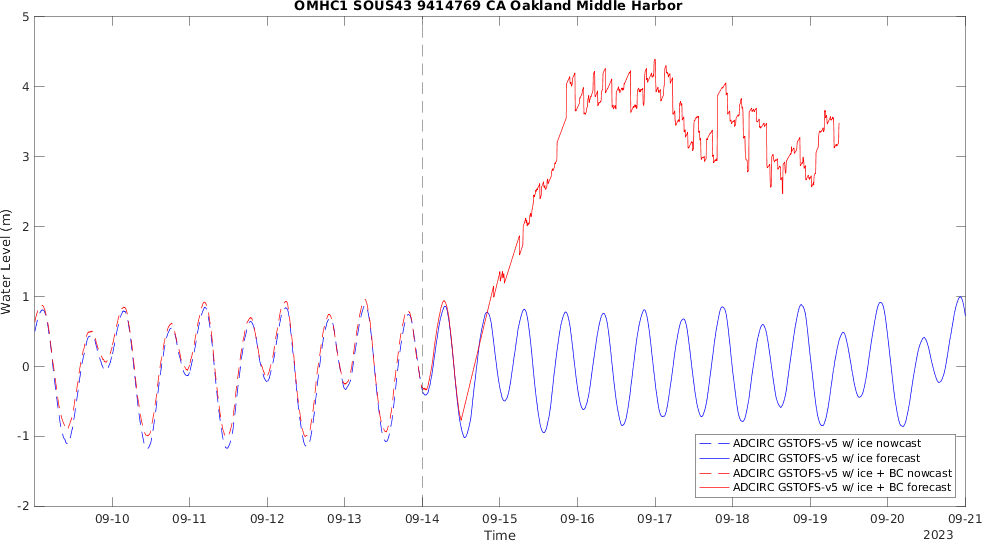 OMHC1 SOUS43 9414769 CA Oakland Middle Harbor
Water Level (m)
5
4
3
2
1
0
-1
-2
ADCIRC GSTOFS-v5 w/ ice nowcast
ADCIRC GSTOFS-v5 w/ ice forecast
ADCIRC GSTOFS-v5 w/ ice + BC nowcast
ADCIRC GSTOFS-v5 w/ ice + BC forecast
09-10 09-11 09-12 09-13 09-14 09-15 09-16 09-17 09-18 09-19 09-20 09-21
Time
2023